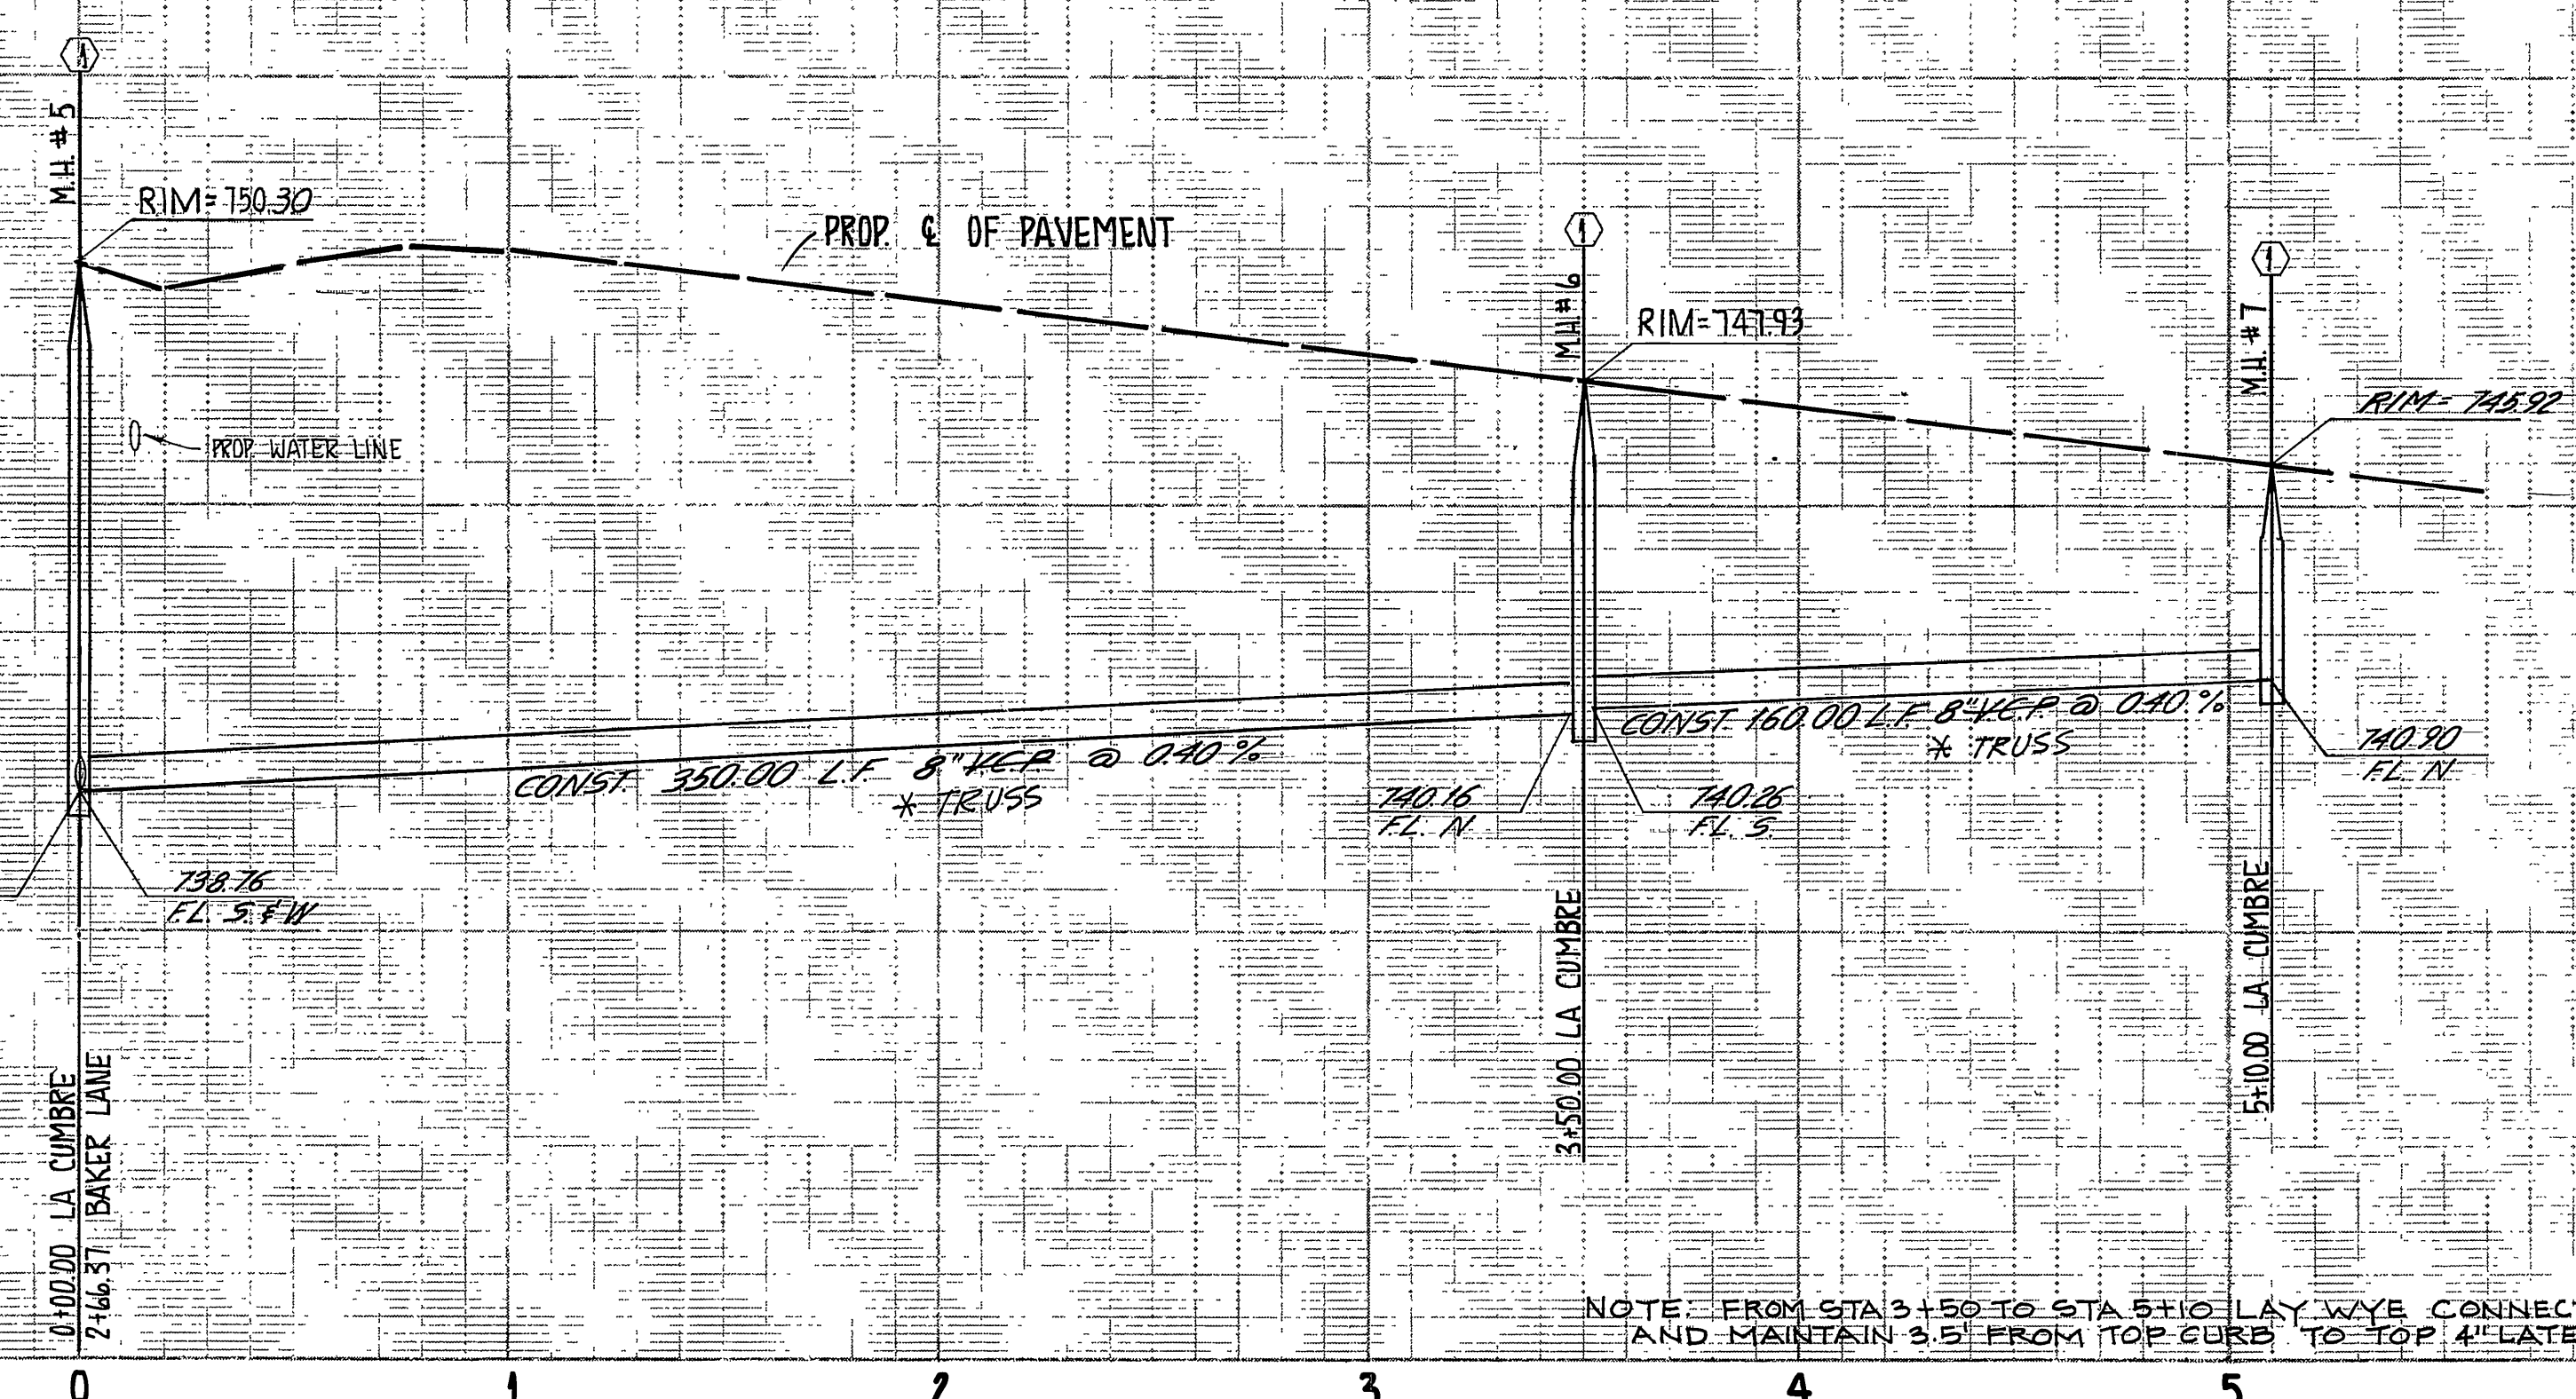 1
M.H. # 5
RIM= 750.30
PROP. ℄ OF PAVEMENT
PROP. WATER LINE
1
M.H. # 6
RIM=747.93
1
M.H. # 7
RIM= 745.92
CONST. 350.00 L.F. 8" V.C.P. @ 0.40 %
* TRUSS
CONST. 160.00 L.F. 8" V.C.P. @ 0.40 %
* TRUSS
738.76
FL. S. & W
740.16
FL. N
740.26
FL. S.
740.90
FL. N
0+00.00 LA CUMBRE
2+66.37 BAKER LANE
3+50.00 LA CUMBRE
5+10.00 LA CUMBRE
NOTE: FROM STA 3+50 TO STA 5+10 LAY WYE CONNEC
AND MAINTAIN 3.5' FROM TOP CURB TO TOP 4" LATE
0 1 2 3 4 5